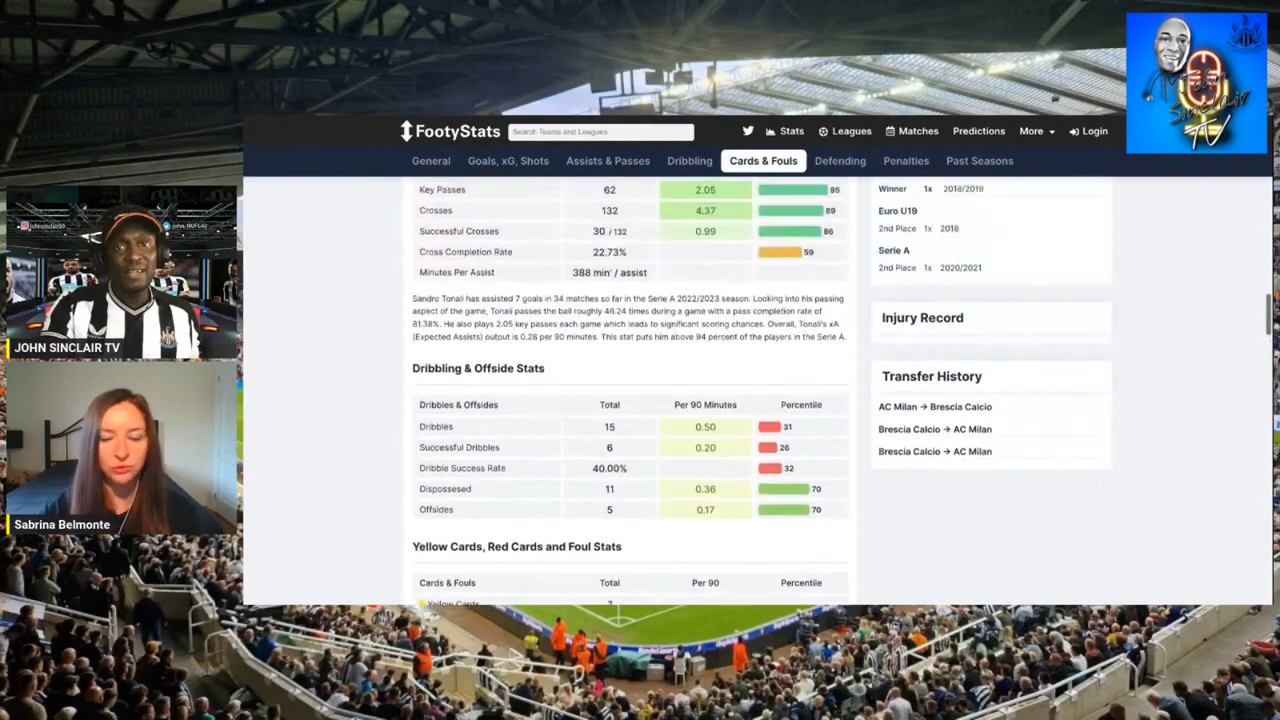 John Sinclair TV
FootyStats
Search Teams and Leagues
Stats
Leagues
Matches
Predictions
More
Login
General
Goals, xG, Shots
Assists & Passes
Dribbling
Cards & Fouls
Defending
Penalties
Past Seasons
Key Passes 62 2.05 95
Crosses 132 4.37 89
Successful Crosses 30 / 132 0.99 86
Cross Completion Rate 22.73% 59
Minutes Per Assist 388 min' / assist
Sandro Tonali has assisted 7 goals in 34 matches so far in the Serie A 2022/2023 season. Looking into his passing
aspect of the game, Tonali passes the ball roughly 46.24 times during a game with a pass completion rate of
81.38%. He also plays 2.05 key passes each game which leads to significant scoring chances. Overall, Tonali's xA
(Expected Assists) output is 0.28 per 90 minutes. This stat puts him above 94 percent of the players in the Serie A.
Dribbling & Offside Stats
Dribbles & Offsides Total Per 90 Minutes Percentile
Dribbles 15 0.50 31
Successful Dribbles 6 0.20 26
Dribble Success Rate 40.00% 32
Dispossesed 11 0.36 70
Offsides 5 0.17 70
Yellow Cards, Red Cards and Foul Stats
Cards & Fouls Total Per 90 Percentile
Yellow Cards 7
Winner 1x 2018/2019
Euro U19
2nd Place 1x 2018
Serie A
2nd Place 1x 2020/2021
Injury Record
Transfer History
AC Milan → Brescia Calcio
Brescia Calcio → AC Milan
Brescia Calcio → AC Milan
johnsinclair90
john_NUFC42
JOHN SINCLAIR TV
Sabrina Belmonte